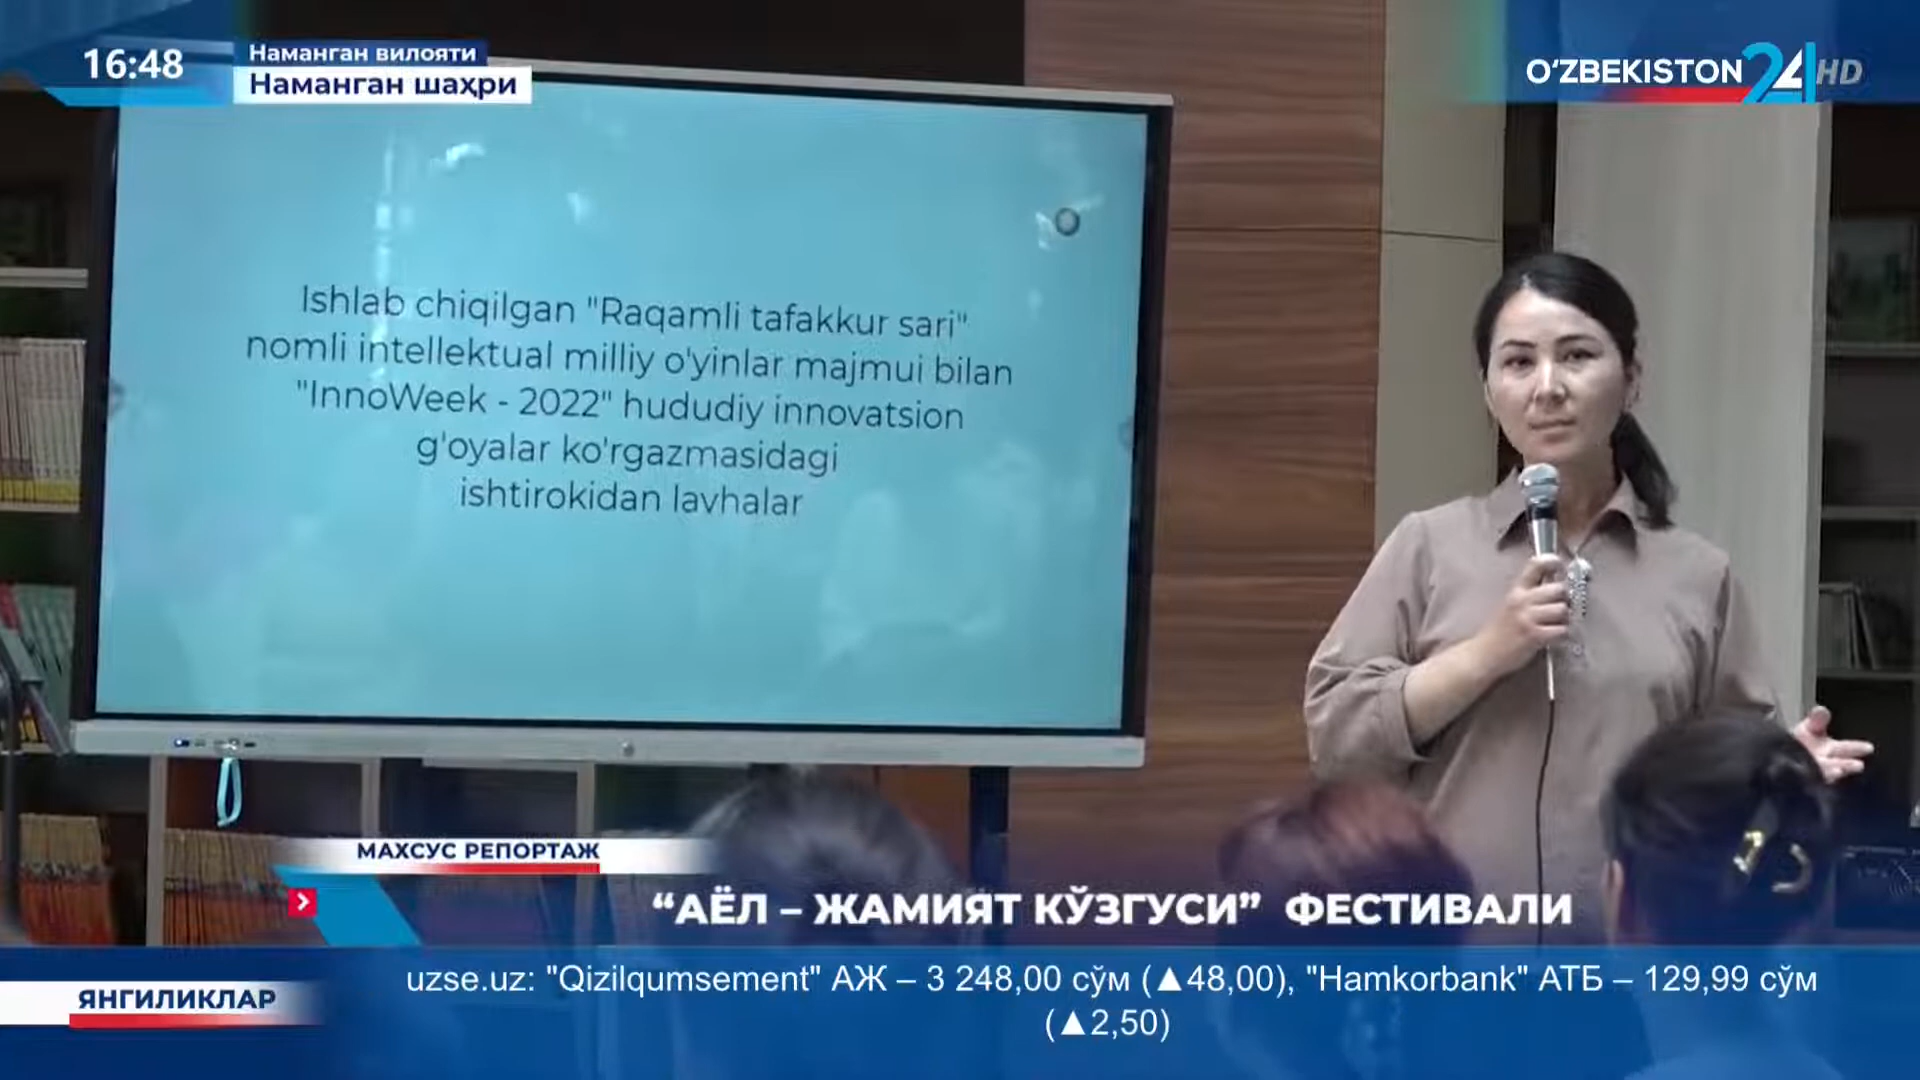 16:48
Наманган вилояти
Наманган шаҳри
O‘ZBEKISTON 24 HD
Ishlab chiqilgan "Raqamli tafakkur sari"
nomli intellektual milliy o'yinlar majmui bilan
"InnoWeek - 2022" hududiy innovatsion
g'oyalar ko'rgazmasidagi
ishtirokidan lavhalar
МАХСУС РЕПОРТАЖ
“АЁЛ – ЖАМИЯТ КЎЗГУСИ” ФЕСТИВАЛИ
ЯНГИЛИКЛАР
uzse.uz: "Qizilqumsement" АЖ – 3 248,00 сўм (▲48,00), "Hamkorbank" АТБ – 129,99 сўм
(▲2,50)